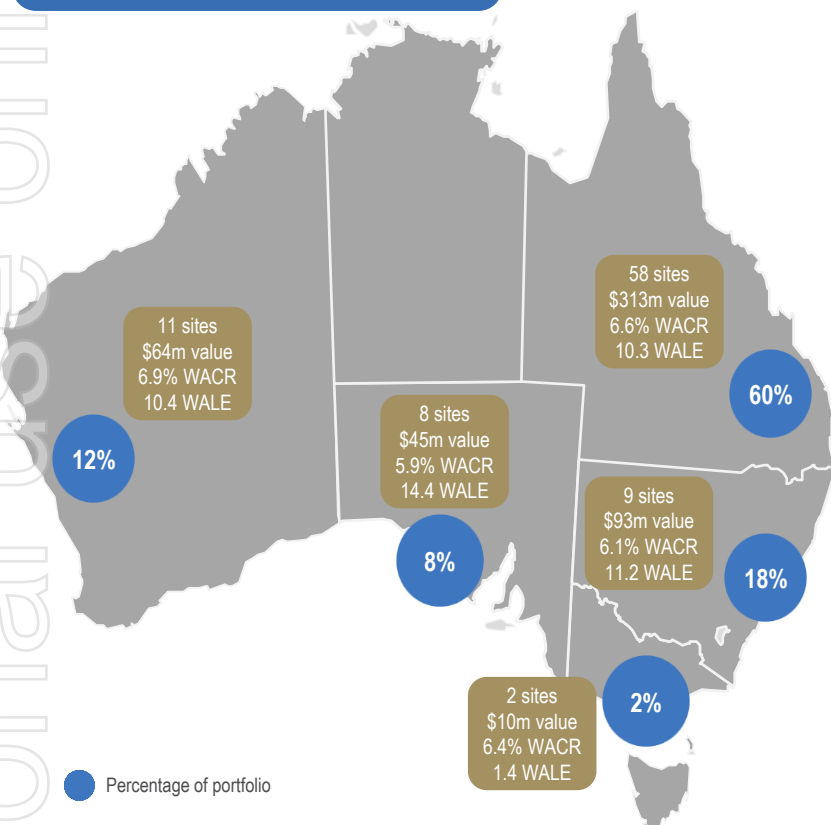 58 sites
$313m value
6.6% WACR
10.3 WALE
60%
11 sites
$64m value
6.9% WACR
10.4 WALE
12%
8 sites
$45m value
5.9% WACR
14.4 WALE
8%
9 sites
$93m value
6.1% WACR
11.2 WALE
18%
2 sites
$10m value
6.4% WACR
1.4 WALE
2%
Percentage of portfolio
use